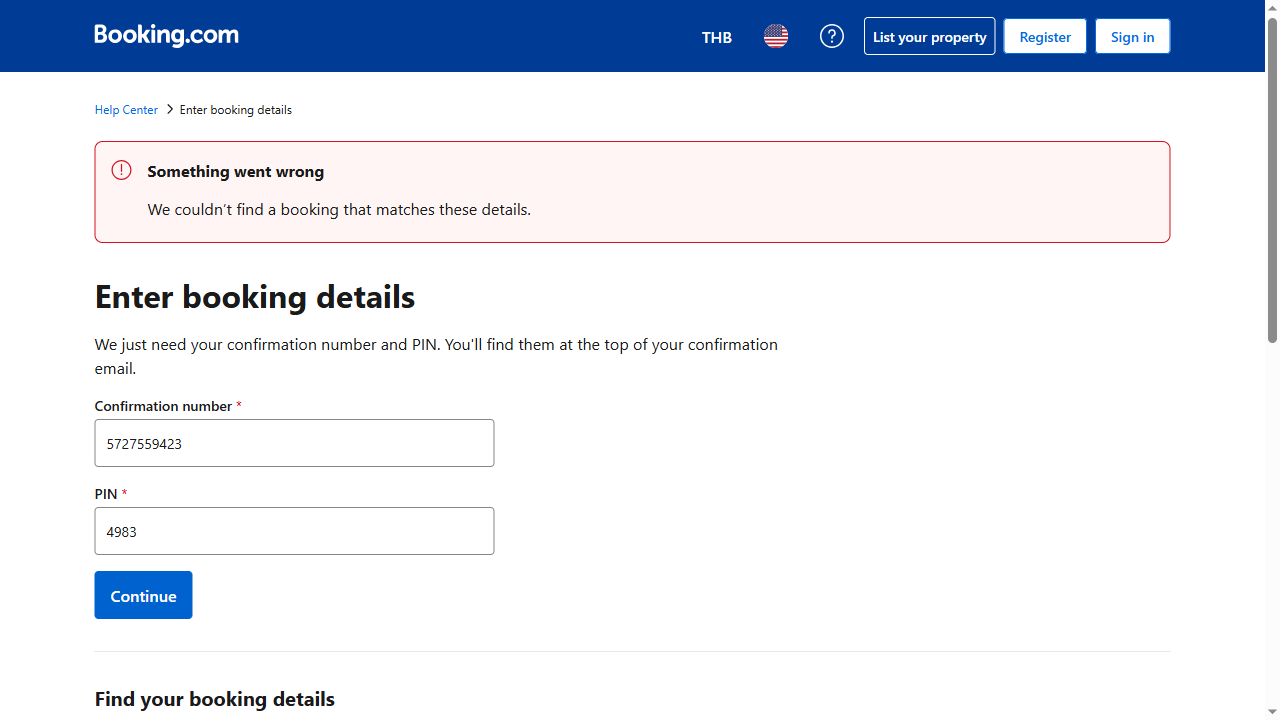 Booking.com
THB
List your property
Register
Sign in
Help Center
Enter booking details
Something went wrong
We couldn't find a booking that matches these details.
Enter booking details
We just need your confirmation number and PIN. You'll find them at the top of your confirmation
email.
Confirmation number *
5727559423
PIN *
4983
Continue
Find your booking details